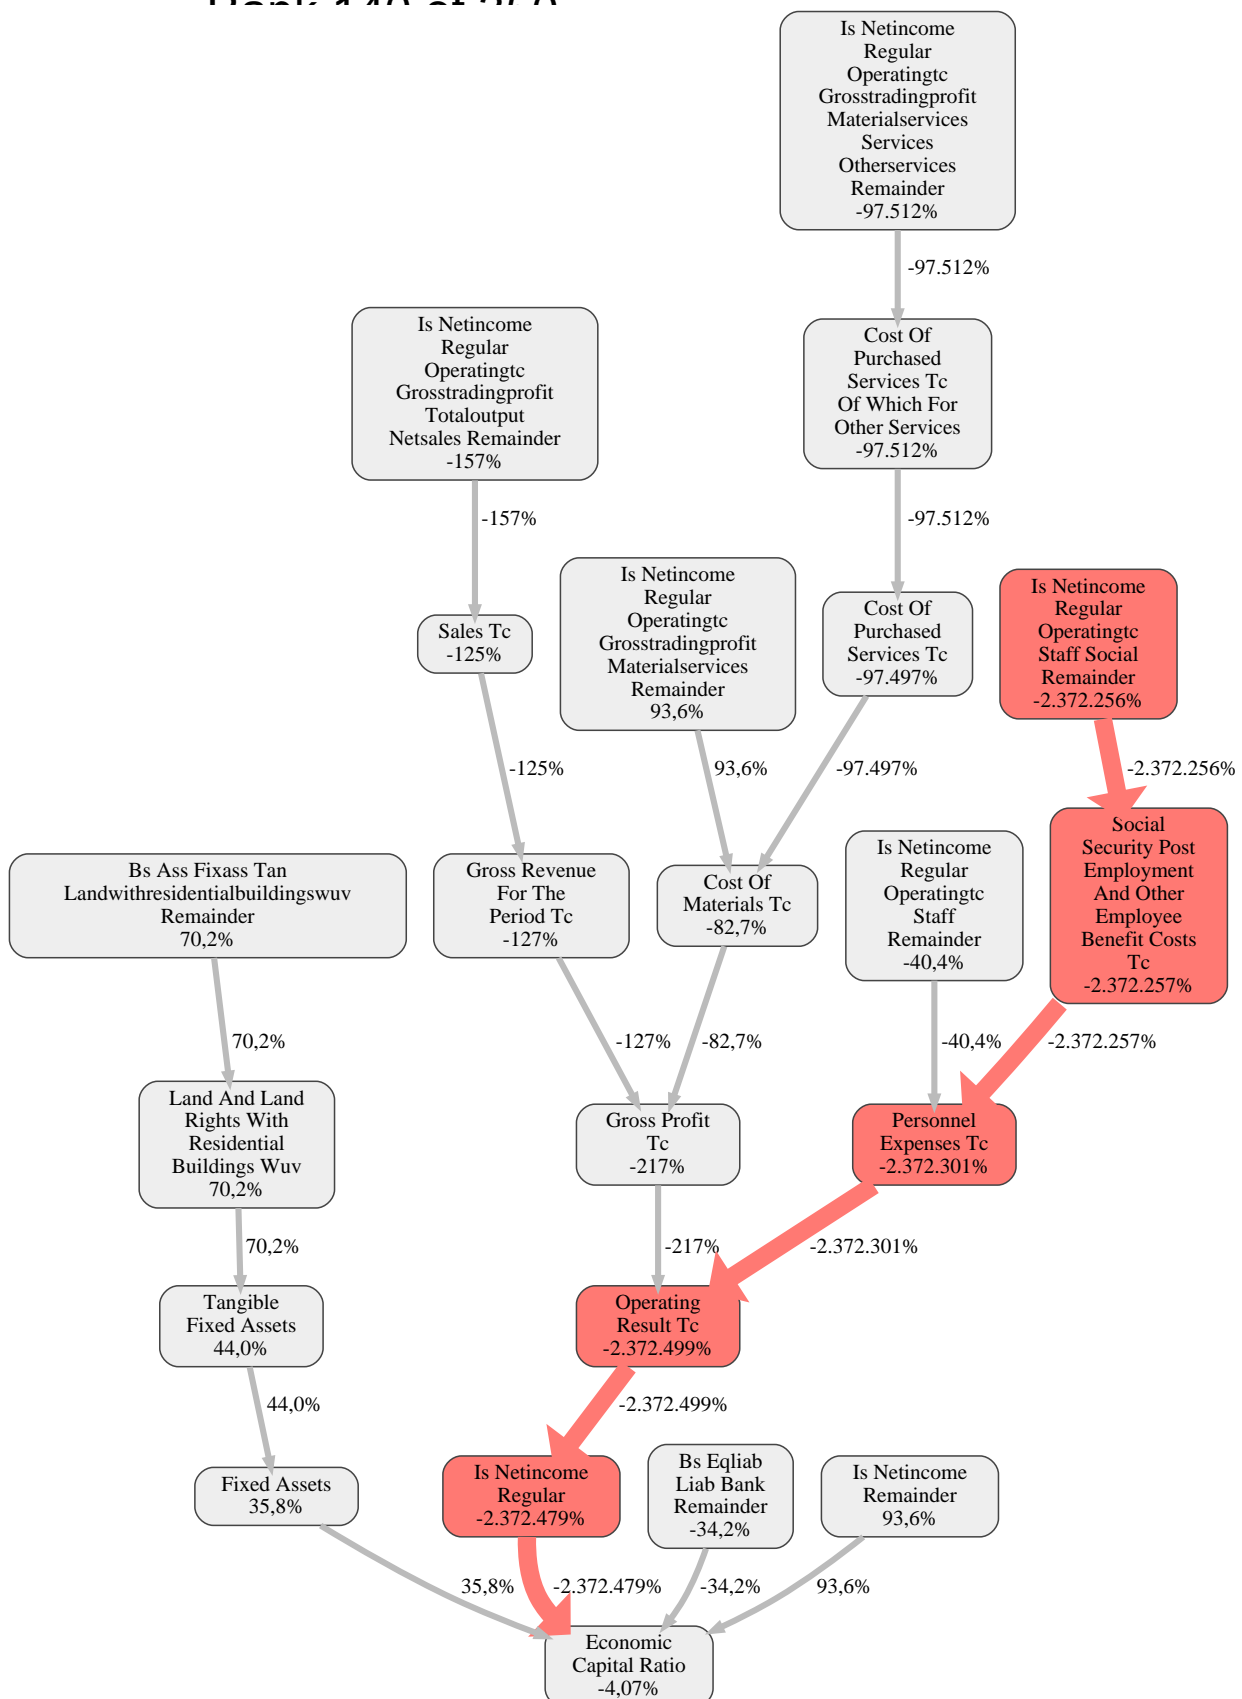 Rank 140 of 350
Is Netincome
Regular
Operatingtc
Grosstradingprofit
Materialservices
Services
Otherservices
Remainder
-97.512%
-97.512%
Is Netincome
Regular
Operatingtc
Grosstradingprofit
Totaloutput
Netsales Remainder
-157%
Cost Of
Purchased
Services Tc
Of Which For
Other Services
-97.512%
-157%
-97.512%
Is Netincome
Regular
Operatingtc
Grosstradingprofit
Materialservices
Remainder
93,6%
Is Netincome
Regular
Operatingtc
Staff Social
Remainder
-2.372.256%
Sales Tc
-125%
Cost Of
Purchased
Services Tc
-97.497%
-125%
93,6%
-97.497%
-2.372.256%
Bs Ass Fixass Tan
Landwithresidentialbuildingswuv
Remainder
70,2%
Gross Revenue
For The
Period Tc
-127%
Cost Of
Materials Tc
-82,7%
Is Netincome
Regular
Operatingtc
Staff
Remainder
-40,4%
Social
Security Post
Employment
And Other
Employee
Benefit Costs
Tc
-2.372.257%
70,2%
-127%
-82,7%
-40,4%
-2.372.257%
Land And Land
Rights With
Residential
Buildings Wuv
70,2%
Gross Profit
Tc
-217%
Personnel
Expenses Tc
-2.372.301%
70,2%
-217%
-2.372.301%
Tangible
Fixed Assets
44,0%
Operating
Result Tc
-2.372.499%
44,0%
-2.372.499%
Fixed Assets
35,8%
Is Netincome
Regular
-2.372.479%
Bs Eqliab
Liab Bank
Remainder
-34,2%
Is Netincome
Remainder
93,6%
35,8%
-2.372.479%
-34,2%
93,6%
Economic
Capital Ratio
-4,07%